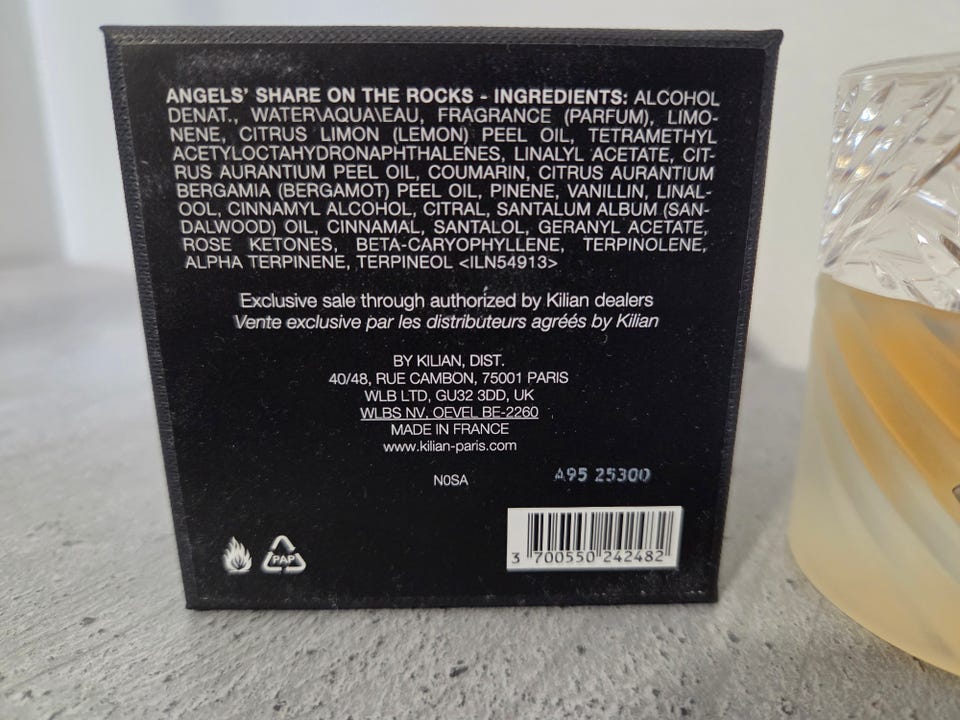 ANGELS' SHARE ON THE ROCKS - INGREDIENTS: ALCOHOL
DENAT., WATER\AQUA\EAU, FRAGRANCE (PARFUM), LIMO-
NENE, CITRUS LIMON (LEMON) PEEL OIL, TETRAMETHYL
ACETYLOCTAHYDRONAPHTHALENES, LINALYL ACETATE, CIT-
RUS AURANTIUM PEEL OIL, COUMARIN, CITRUS AURANTIUM
BERGAMIA (BERGAMOT) PEEL OIL, PINENE, VANILLIN, LINAL-
OOL, CINNAMYL ALCOHOL, CITRAL, SANTALUM ALBUM (SAN-
DALWOOD) OIL, CINNAMAL, SANTALOL, GERANYL ACETATE,
ROSE KETONES, BETA-CARYOPHYLLENE, TERPINOLENE,
ALPHA TERPINENE, TERPINEOL <ILN54913>
Exclusive sale through authorized by Kilian dealers
Vente exclusive par les distributeurs agréés by Kilian
BY KILIAN, DIST.
40/48, RUE CAMBON, 75001 PARIS
WLB LTD, GU32 3DD, UK
WLBS NV, OEVEL BE-2260
MADE IN FRANCE
www.kilian-paris.com
N0SA
A95 25300
PAP
3 700550 242482